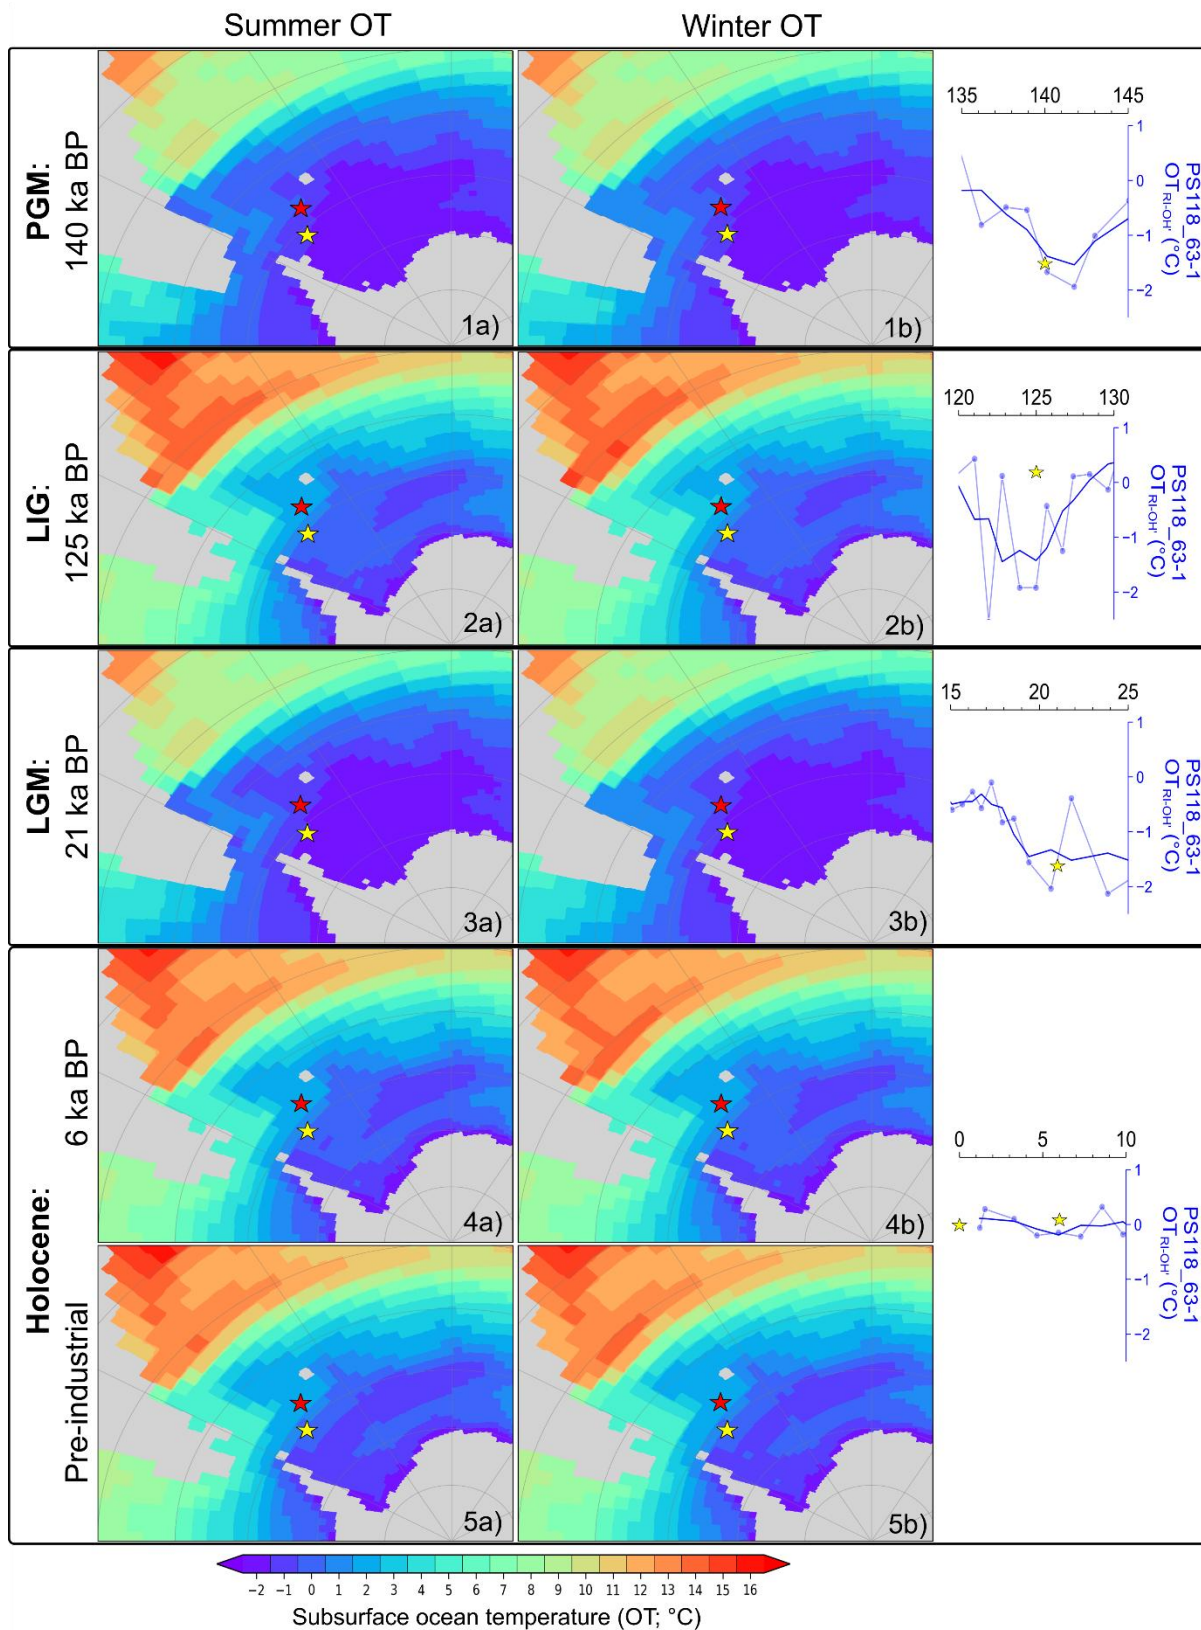 Summer OT
Winter OT
PGM:
140 ka BP
1a)
1b)
135 140 145
1
0
−1
−2
PS118_63-1
OT_RI-OH' (°C)
LIG:
125 ka BP
2a)
2b)
120 125 130
1
0
−1
−2
PS118_63-1
OT_RI-OH' (°C)
LGM:
21 ka BP
3a)
3b)
15 20 25
1
0
−1
−2
PS118_63-1
OT_RI-OH' (°C)
Holocene:
6 ka BP
4a)
4b)
0 5 10
1
0
−1
−2
PS118_63-1
OT_RI-OH' (°C)
Pre-industrial
5a)
5b)
−2 −1 0 1 2 3 4 5 6 7 8 9 10 11 12 13 14 15 16
Subsurface ocean temperature (OT; °C)